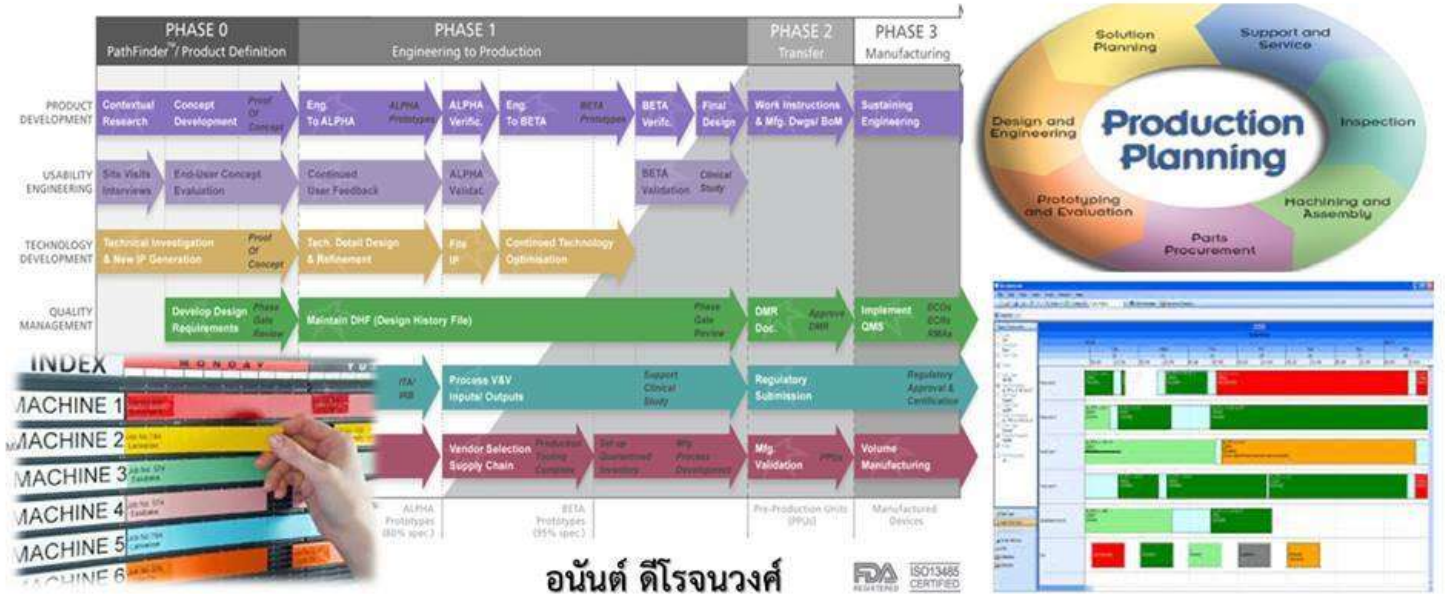 PHASE 0
PathFinder™/ Product Definition
PHASE 1
Engineering to Production
PHASE 2
Transfer
PHASE 3
Manufacturing
PRODUCT
DEVELOPMENT
Contextual
Research
Concept
Development
Proof
Of
Concept
Eng.
To ALPHA
ALPHA
Prototypes
ALPHA
Verific.
Eng.
To BETA
BETA
Prototypes
BETA
Verifc.
Final
Design
Work Instructions
& Mfg. Dwgs/ BoM
Sustaining
Engineering
USABILITY
ENGINEERING
Site Visits
Interviews
End-User Concept
Evaluation
Continued
User Feedback
ALPHA
Validat.
BETA
Validation
Clinical
Study
TECHNOLOGY
DEVELOPMENT
Technical Investigation
& New IP Generation
Proof
Of
Concept
Tech. Detail Design
& Refinement
File
IP
Continued Technology
Optimisation
QUALITY
MANAGEMENT
Develop Design
Requirements
Phase
Gate
Review
Maintain DHF (Design History File)
Phase
Gate
Review
DMR
Doc.
Approve
DMR
Implement
QMS
ECOs
ECRs
RMAs
ITA/
IRB
Process V&V
Inputs/ Outputs
Support
Clinical
Study
Regulatory
Submission
Regulatory
Approval &
Certification
Vendor Selection
Supply Chain
Production
Tooling
Complete
Set up
Quarantined
Inventory
Mfg.
Process
Development
Mfg.
Validation
PPUs
Volume
Manufacturing
ALPHA
Prototypes
(80% spec.)
BETA
Prototypes
(95% spec.)
Pre-Production Units
(PPUs)
Manufactured
Devices
INDEX
MONDAY
MACHINE 1
MACHINE 2
MACHINE 3
MACHINE 4
MACHINE 5
MACHINE 6
อนันต์ ดีโรจนวงศ์
FDA
REGISTERED
ISO13485
CERTIFIED
Solution
Planning
Support and
Service
Design and
Engineering
Production
Planning
Inspection
Prototyping
and Evaluation
Machining and
Assembly
Parts
Procurement